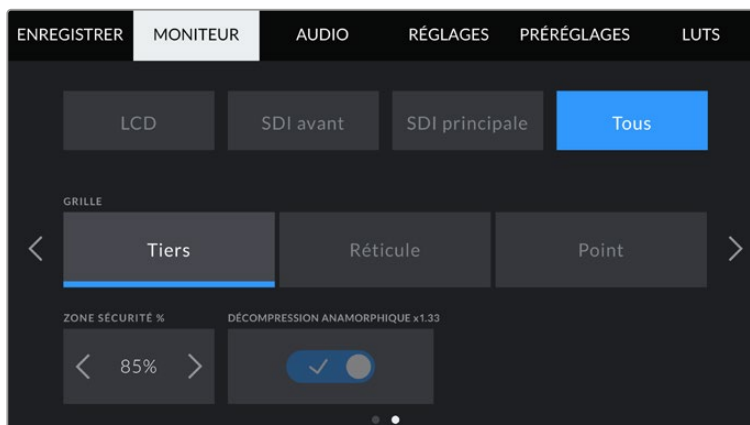 ENREGISTRER MONITEUR AUDIO RÉGLAGES PRÉRÉGLAGES LUTS
LCD SDI avant SDI principale Tous
GRILLE
Tiers Réticule Point
ZONE SÉCURITÉ % DÉCOMPRESSION ANAMORPHIQUE x1.33
85%